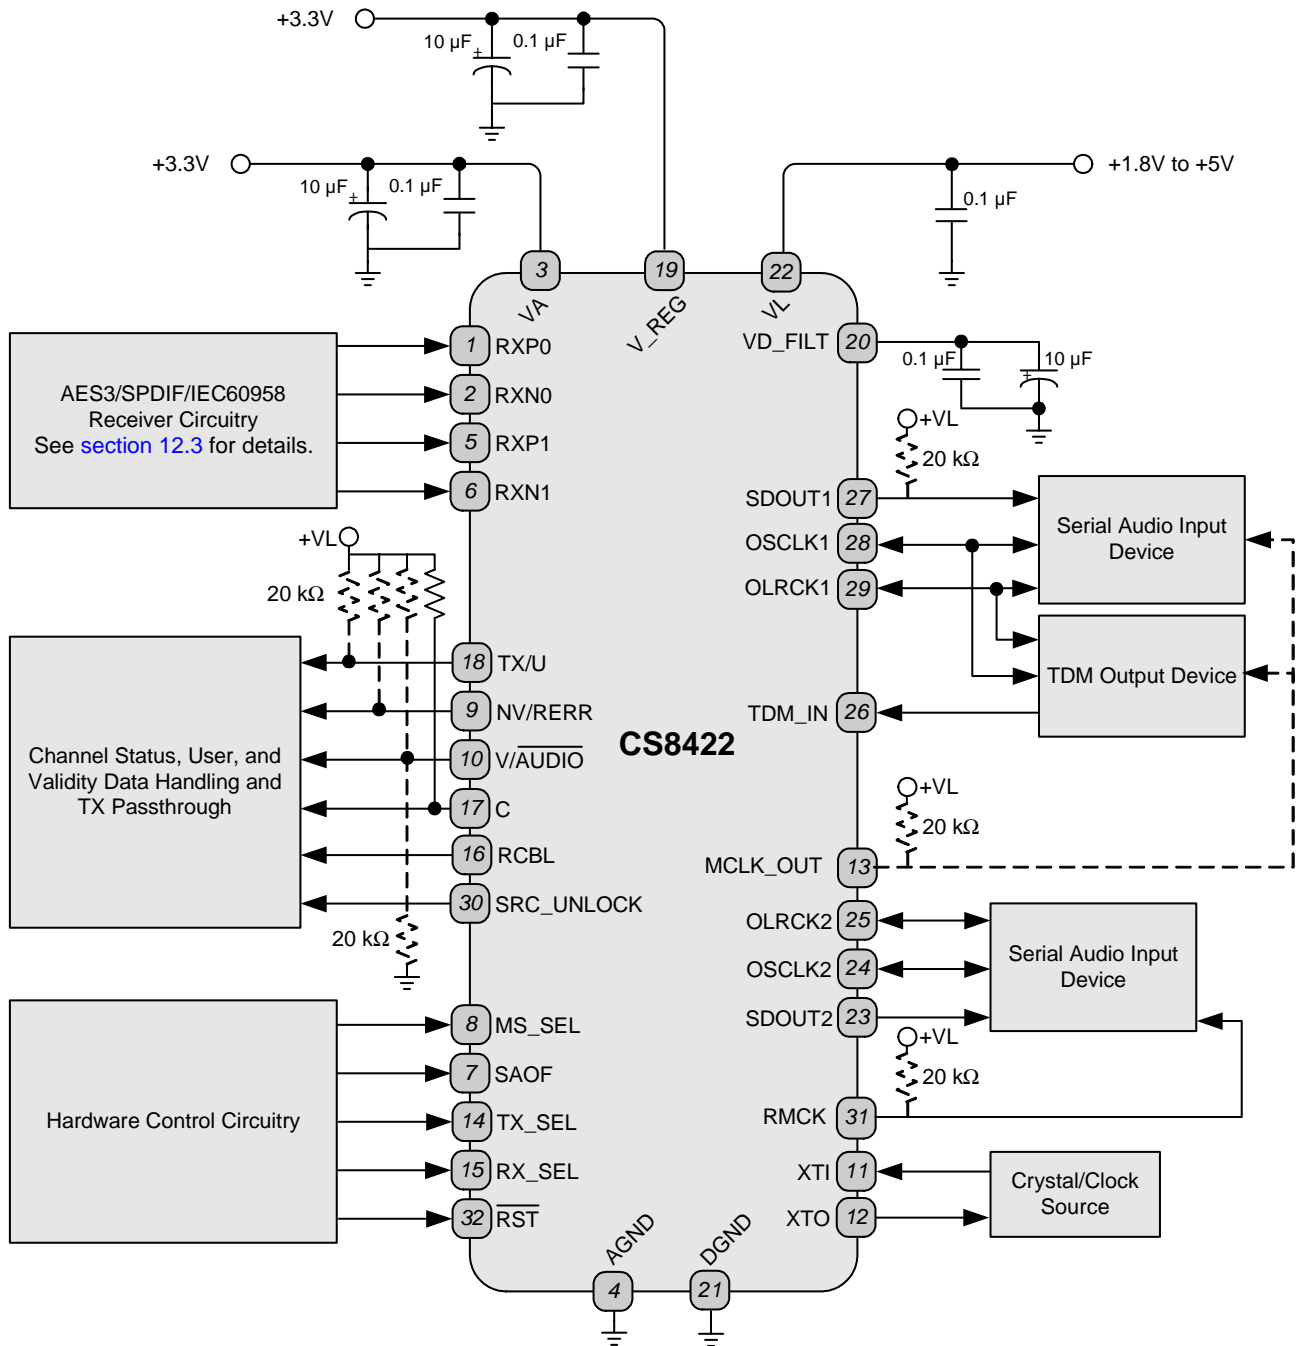 +3.3V
10 µF
+
0.1 µF
+3.3V
10 µF
+
0.1 µF
+1.8V to +5V
0.1 µF
3
19
22
VA
V_REG
VL
AES3/SPDIF/IEC60958
Receiver Circuitry
See section 12.3 for details.
1 RXP0
2 RXN0
5 RXP1
6 RXN1
VD_FILT 20
0.1 µF
10 µF
+
+VL
20 kΩ
SDOUT1 27
OSCLK1 28
OLRCK1 29
Serial Audio Input
Device
TDM Output Device
TDM_IN 26
+VL
20 kΩ
Channel Status, User, and
Validity Data Handling and
TX Passthrough
18 TX/U
9 NV/RERR
10 V/AUDIO
17 C
16 RCBL
30 SRC_UNLOCK
20 kΩ
CS8422
+VL
20 kΩ
MCLK_OUT 13
OLRCK2 25
OSCLK2 24
SDOUT2 23
Serial Audio Input
Device
+VL
20 kΩ
RMCK 31
XTI 11
XTO 12
Crystal/Clock
Source
Hardware Control Circuitry
8 MS_SEL
7 SAOF
14 TX_SEL
15 RX_SEL
32 RST
AGND
DGND
4
21